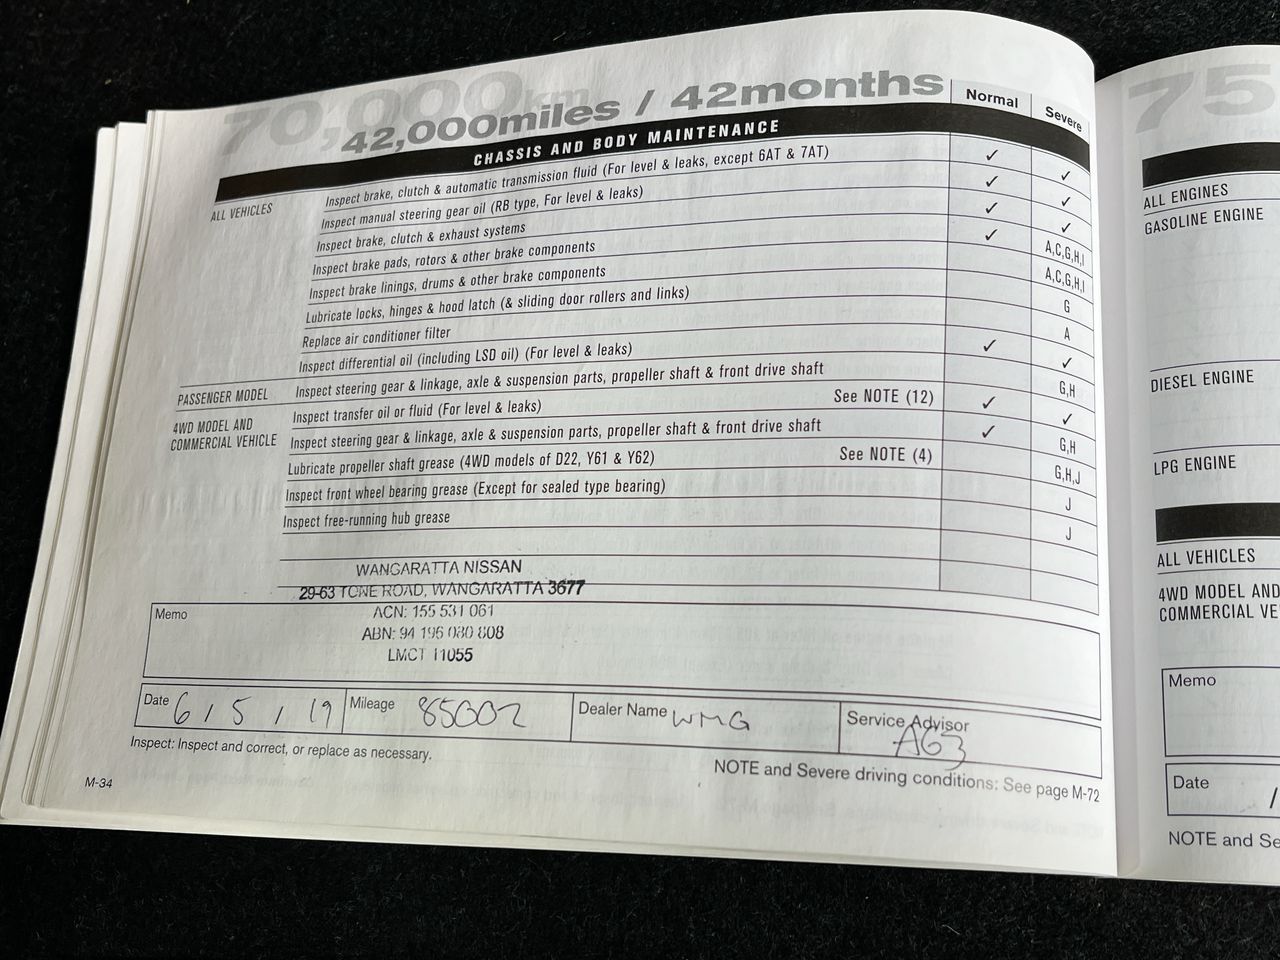 70,000km
42,000miles / 42months
Normal Severe
CHASSIS AND BODY MAINTENANCE
ALL VEHICLES Inspect brake, clutch & automatic transmission fluid (For level & leaks, except 6AT & 7AT) ✓ ✓
Inspect manual steering gear oil (RB type, For level & leaks) ✓ ✓
Inspect brake, clutch & exhaust systems ✓ ✓
Inspect brake pads, rotors & other brake components ✓ A,C,G,H,I
Inspect brake linings, drums & other brake components A,C,G,H,I
Lubricate locks, hinges & hood latch (& sliding door rollers and links) G
Replace air conditioner filter A
Inspect differential oil (including LSD oil) (For level & leaks) ✓ ✓
PASSENGER MODEL Inspect steering gear & linkage, axle & suspension parts, propeller shaft & front drive shaft G,H
4WD MODEL AND Inspect transfer oil or fluid (For level & leaks) See NOTE (12) ✓ ✓
COMMERCIAL VEHICLE Inspect steering gear & linkage, axle & suspension parts, propeller shaft & front drive shaft ✓ G,H
Lubricate propeller shaft grease (4WD models of D22, Y61 & Y62) See NOTE (4) G,H,J
Inspect front wheel bearing grease (Except for sealed type bearing) J
Inspect free-running hub grease J
WANGARATTA NISSAN
29-63 TONE ROAD, WANGARATTA 3677
ACN: 155 531 061
ABN: 94 196 080 808
LMCT 11055
Memo
Date 6 / 5 / 19 Mileage 85002 Dealer Name WMG Service Advisor A63
Inspect: Inspect and correct, or replace as necessary.
NOTE and Severe driving conditions: See page M-72
M-34
75
ALL ENGINES
GASOLINE ENGINE
DIESEL ENGINE
LPG ENGINE
ALL VEHICLES
4WD MODEL AND
COMMERCIAL VE
Memo
Date /
NOTE and Se